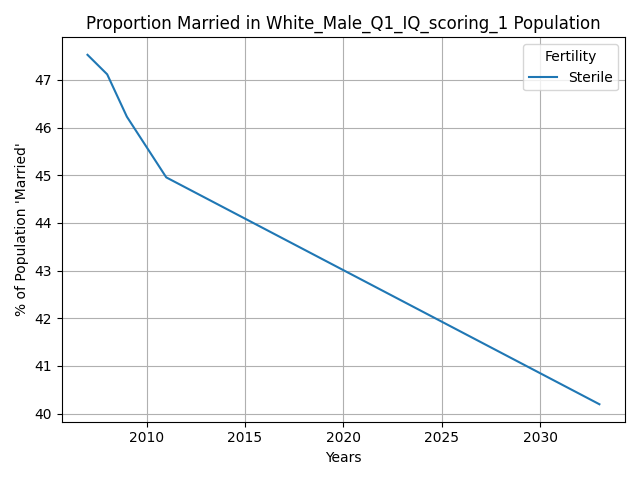 Proportion Married in White_Male_Q1_IQ_scoring_1 Population
Fertility
Sterile
% of Population 'Married'
47
46
45
44
43
42
41
40
2010
2015
2020
2025
2030
Years